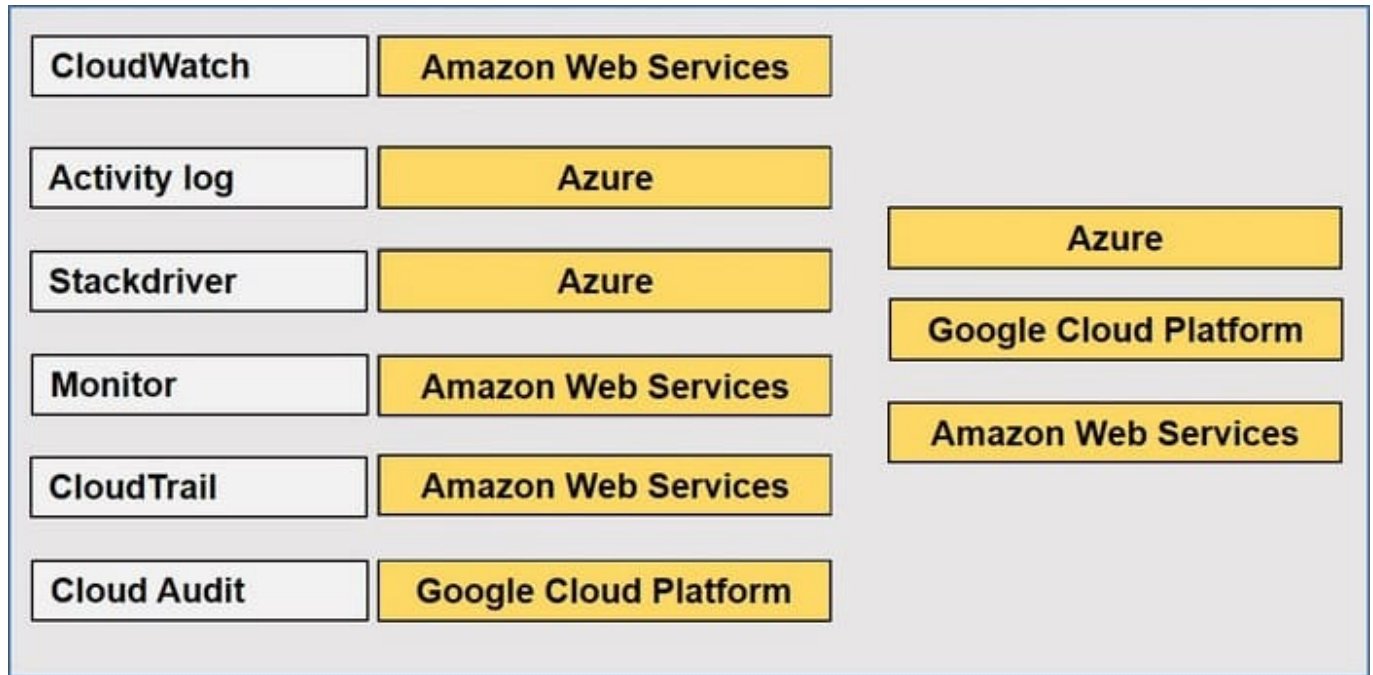 CloudWatch Amazon Web Services
Activity log Azure
Azure
Stackdriver Azure
Google Cloud Platform
Monitor Amazon Web Services
Amazon Web Services
CloudTrail Amazon Web Services
Cloud Audit Google Cloud Platform